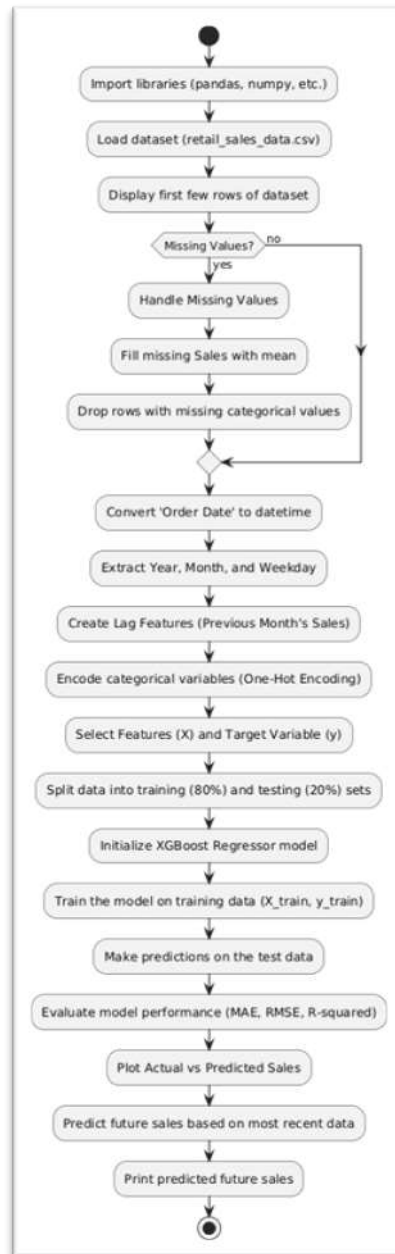 Import libraries (pandas, numpy, etc.)
Load dataset (retail_sales_data.csv)
Display first few rows of dataset
Missing Values?
no
yes
Handle Missing Values
Fill missing Sales with mean
Drop rows with missing categorical values
Convert 'Order Date' to datetime
Extract Year, Month, and Weekday
Create Lag Features (Previous Month's Sales)
Encode categorical variables (One-Hot Encoding)
Select Features (X) and Target Variable (y)
Split data into training (80%) and testing (20%) sets
Initialize XGBoost Regressor model
Train the model on training data (X_train, y_train)
Make predictions on the test data
Evaluate model performance (MAE, RMSE, R-squared)
Plot Actual vs Predicted Sales
Predict future sales based on most recent data
Print predicted future sales